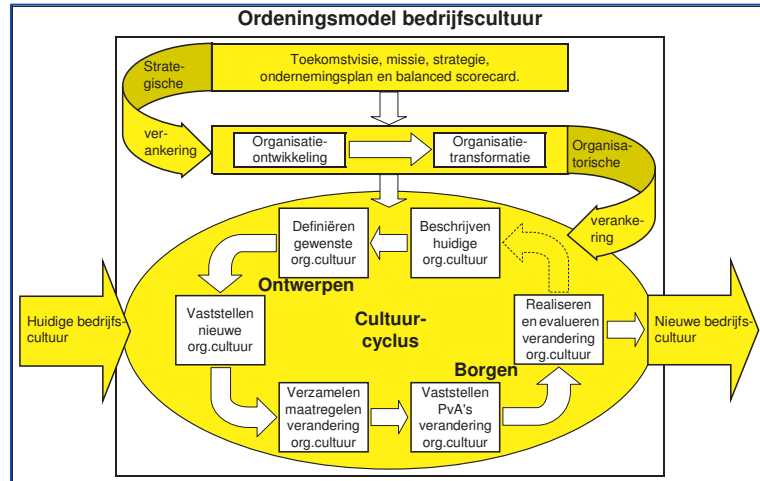 Ordeningsmodel bedrijfscultuur
Strate-
gische
Toekomstvisie, missie, strategie,
ondernemingsplan en balanced scorecard.
ver-
ankering
Organisatie-
ontwikkeling
Organisatie-
transformatie
Organisa-
torische
veranke-
ring
Definiëren
gewenste
org.cultuur
Beschrijven
huidige
org.cultuur
Ontwerpen
Huidige bedrijfs-
cultuur
Vaststellen
nieuwe
org.cultuur
Cultuur-
cyclus
Realiseren
en evalueren
verandering
org.cultuur
Nieuwe bedrijfs-
cultuur
Borgen
Verzamelen
maatregelen
verandering
org.cultuur
Vaststellen
PvA's
verandering
org.cultuur